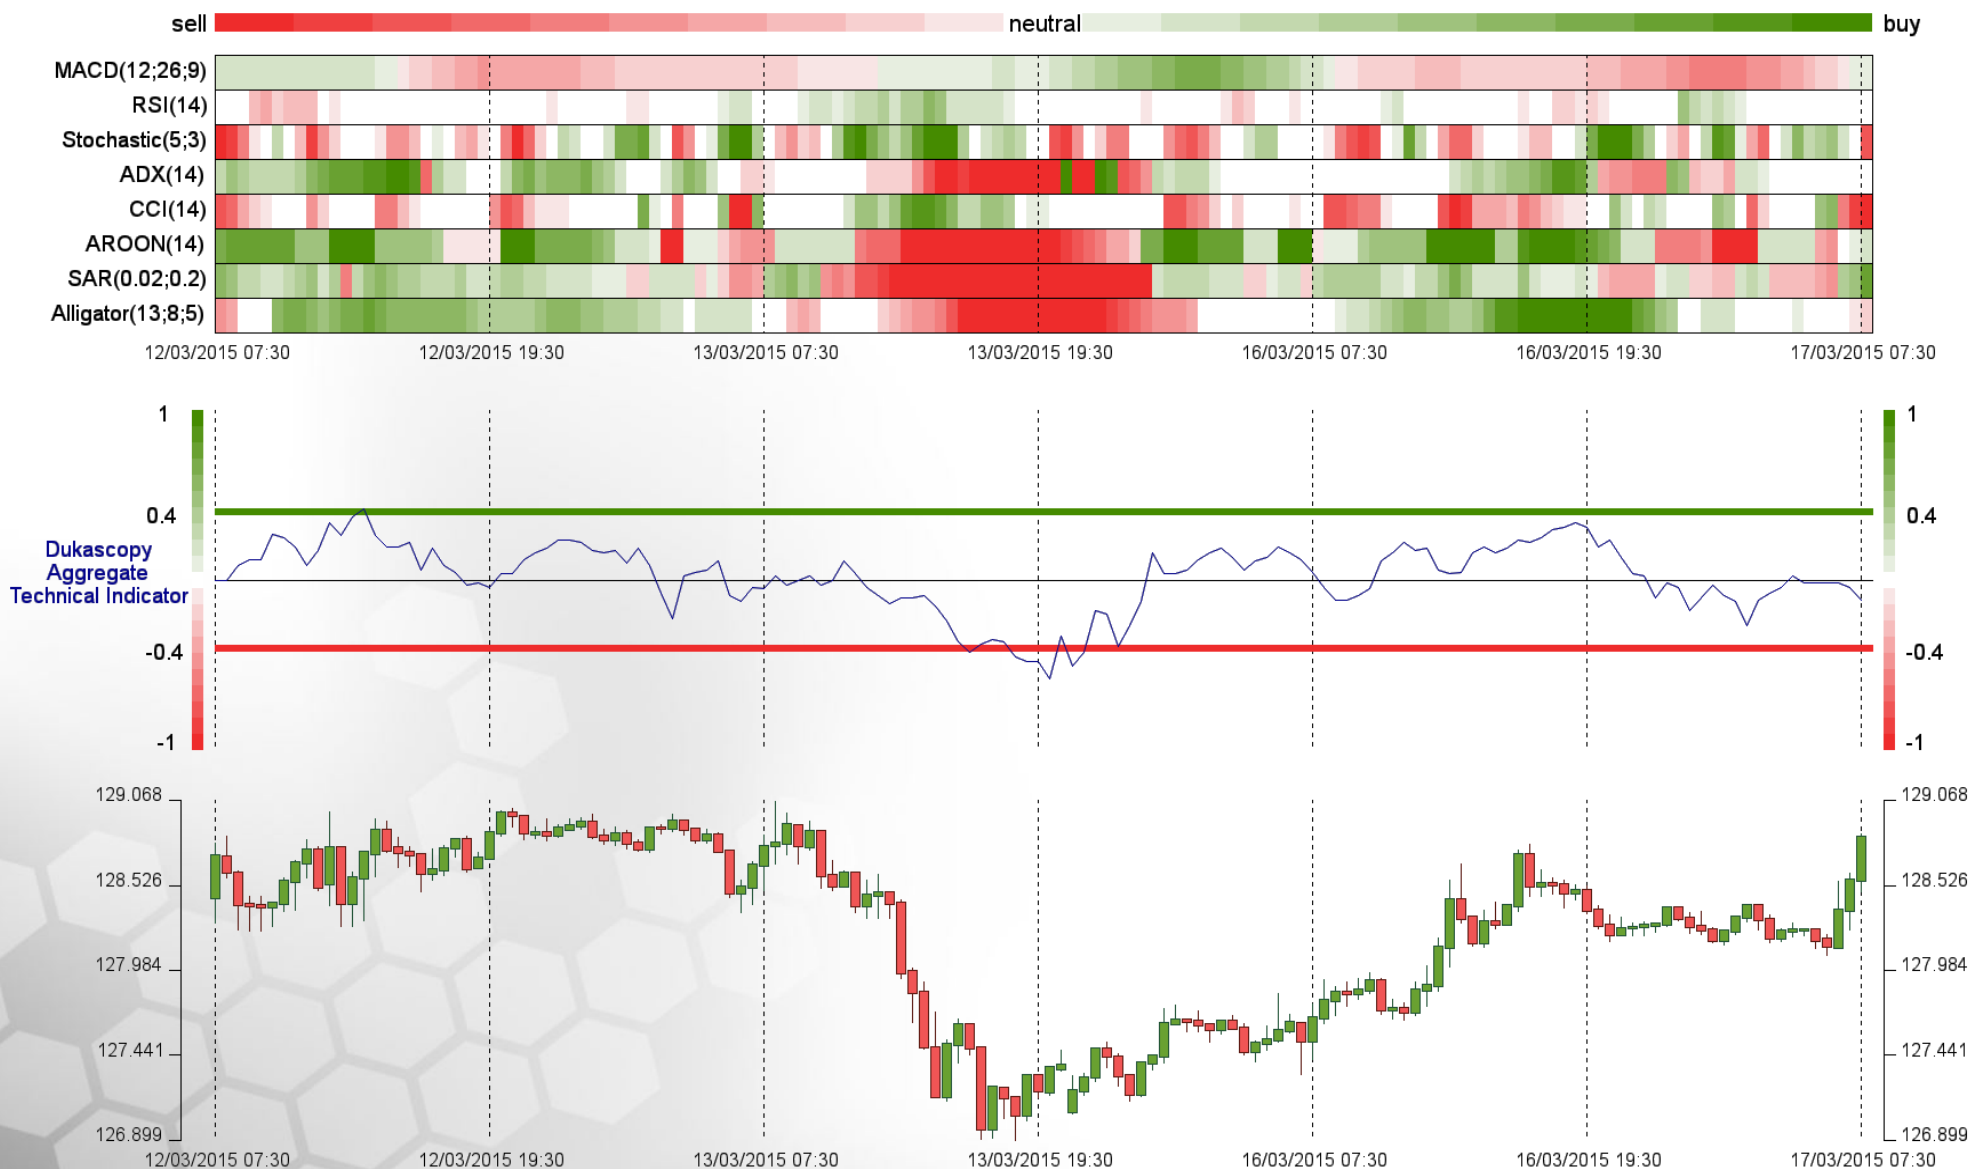 sell neutral buy
MACD(12;26;9)
RSI(14)
Stochastic(5;3)
ADX(14)
CCI(14)
AROON(14)
SAR(0.02;0.2)
Alligator(13;8;5)
12/03/2015 07:30 12/03/2015 19:30 13/03/2015 07:30 13/03/2015 19:30 16/03/2015 07:30 16/03/2015 19:30 17/03/2015 07:30
1 1
0.4 0.4
Dukascopy
Aggregate
Technical Indicator
-0.4 -0.4
-1 -1
129.068 129.068
128.526 128.526
127.984 127.984
127.441 127.441
126.899 126.899
12/03/2015 07:30 12/03/2015 19:30 13/03/2015 07:30 13/03/2015 19:30 16/03/2015 07:30 16/03/2015 19:30 17/03/2015 07:30